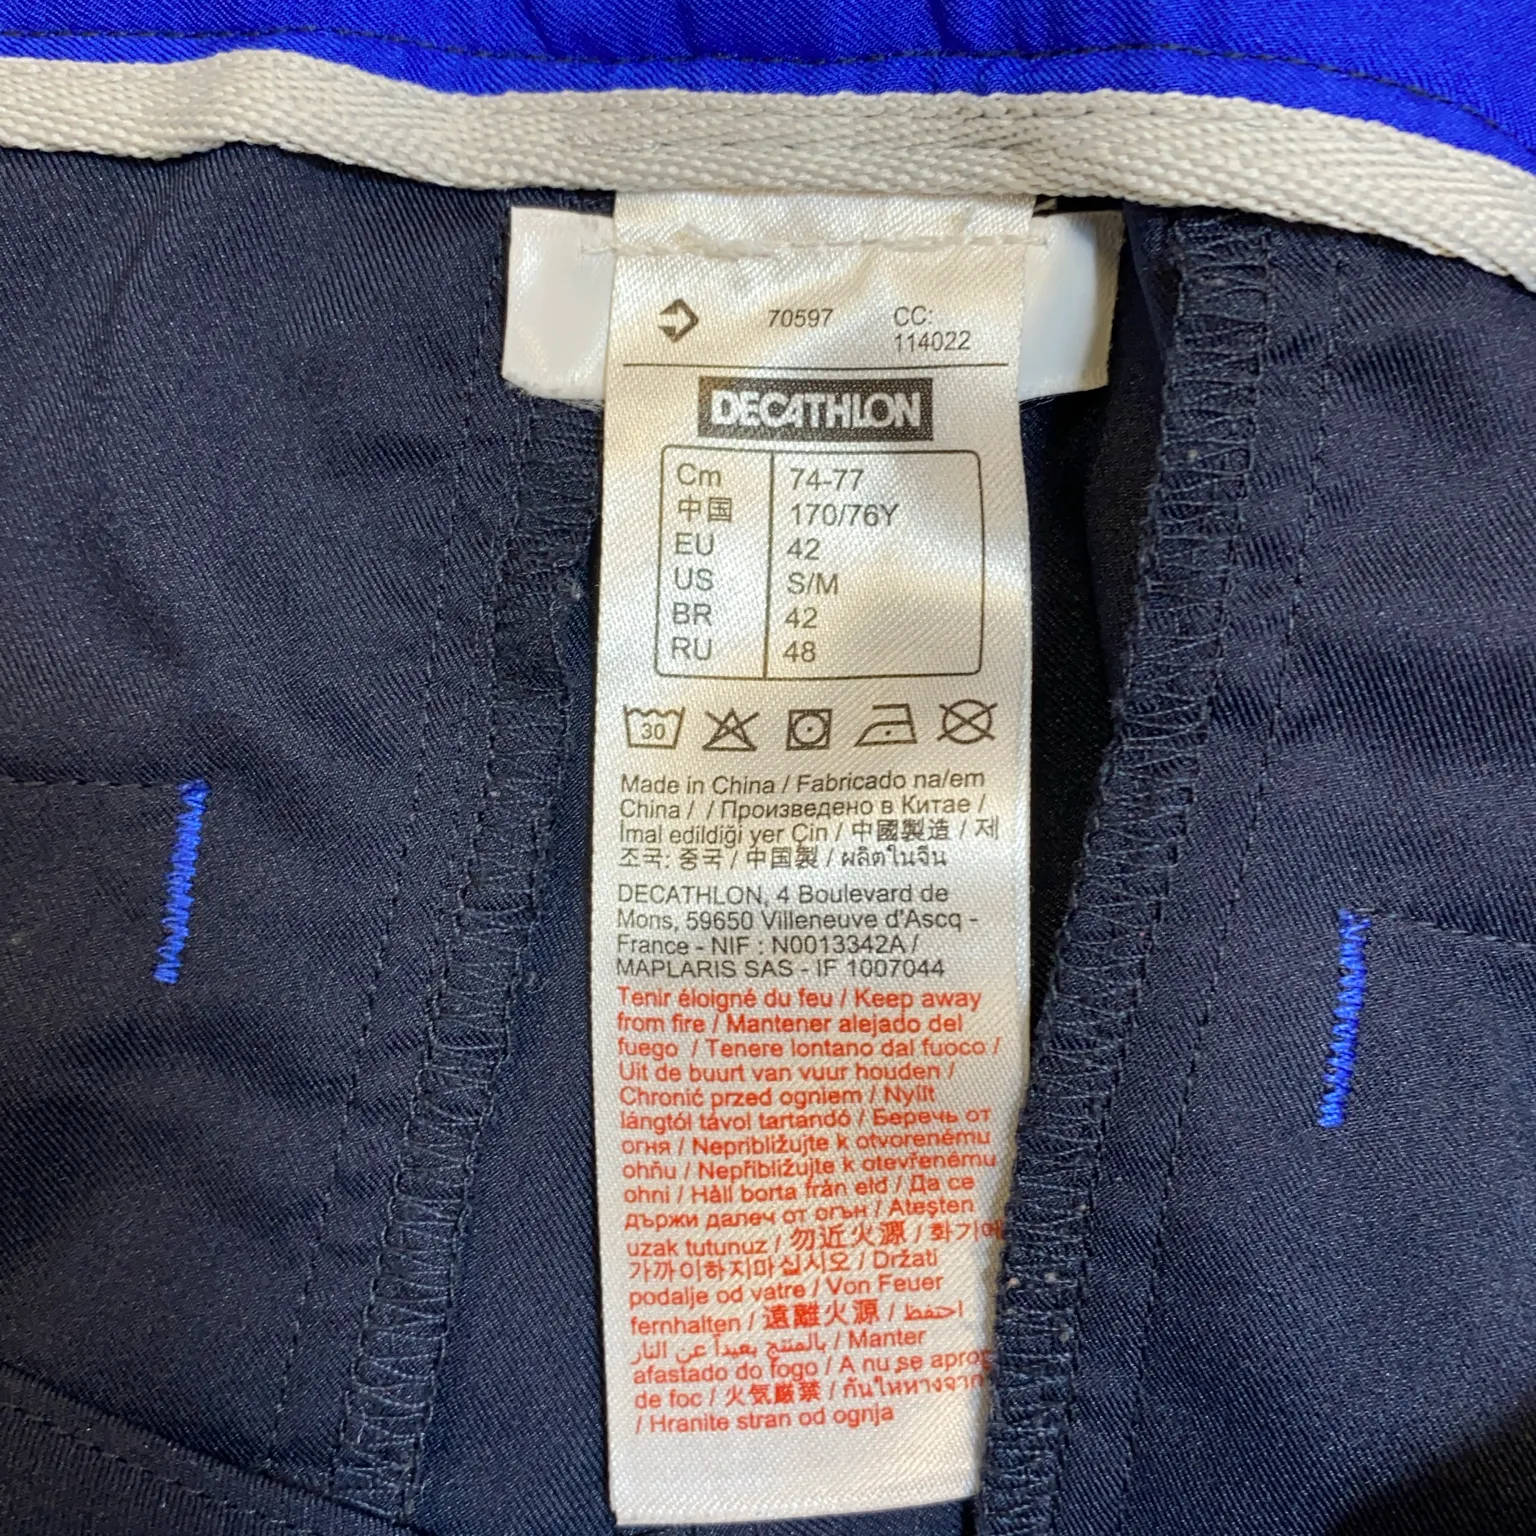 70597
CC:
114022
DECATHLON
Cm 74-77
中国 170/76Y
EU 42
US S/M
BR 42
RU 48
30
Made in China / Fabricado na/em
China / / Произведено в Китае /
İmal edildiği yer Çin / 中國製造 / 제
조국: 중국 / 中国製 / ผลิตในจีน
DECATHLON, 4 Boulevard de
Mons, 59650 Villeneuve d'Ascq -
France - NIF : N0013342A /
MAPLARIS SAS - IF 1007044
Tenir éloigné du feu / Keep away
from fire / Mantener alejado del
fuego / Tenere lontano dal fuoco /
Uit de buurt van vuur houden /
Chronić przed ogniem / Nyílt
lángtól távol tartandó / Беречь от
огня / Nepribližujte k otvorenému
ohňu / Nepřibližujte k otevřenému
ohni / Håll borta från eld / Да се
държи далеч от огън / Ateşten
uzak tutunuz / 勿近火源 / 화기에
가까이하지마십시오 / Držati
podalje od vatre / Von Feuer
fernhalten / 遠離火源 / احتفظ
بالمنتج بعيداً عن النار / Manter
afastado do fogo / A nu se aprop
de foc / 火気厳禁 / กันให้ห่างจาก
/ Hranite stran od ognja